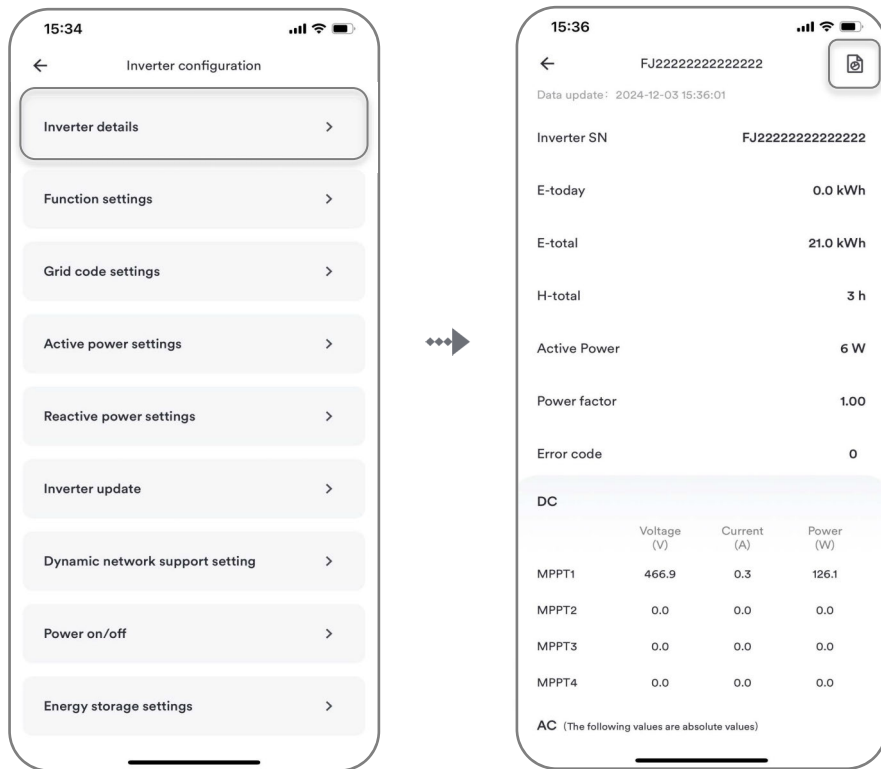 15:34
Inverter configuration
Inverter details
Function settings
Grid code settings
Active power settings
Reactive power settings
Inverter update
Dynamic network support setting
Power on/off
Energy storage settings
15:36
FJ22222222222222
Data update: 2024-12-03 15:36:01
Inverter SN FJ22222222222222
E-today 0.0 kWh
E-total 21.0 kWh
H-total 3 h
Active Power 6 W
Power factor 1.00
Error code 0
DC
Voltage (V) Current (A) Power (W)
MPPT1 466.9 0.3 126.1
MPPT2 0.0 0.0 0.0
MPPT3 0.0 0.0 0.0
MPPT4 0.0 0.0 0.0
AC (The following values are absolute values)